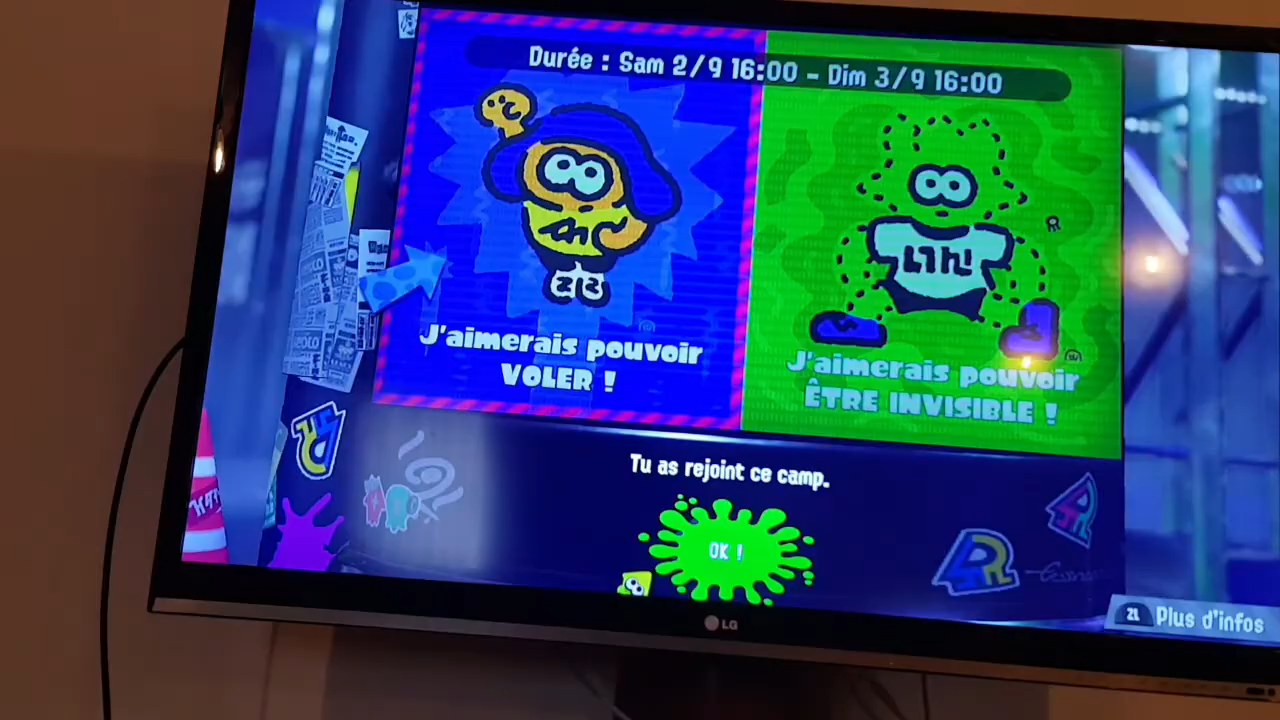 Durée : Sam 2/9 16:00 - Dim 3/9 16:00
J'aimerais pouvoir
VOLER !
J'aimerais pouvoir
ÊTRE INVISIBLE !
Tu as rejoint ce camp.
OK !
21 Plus d'infos
LG